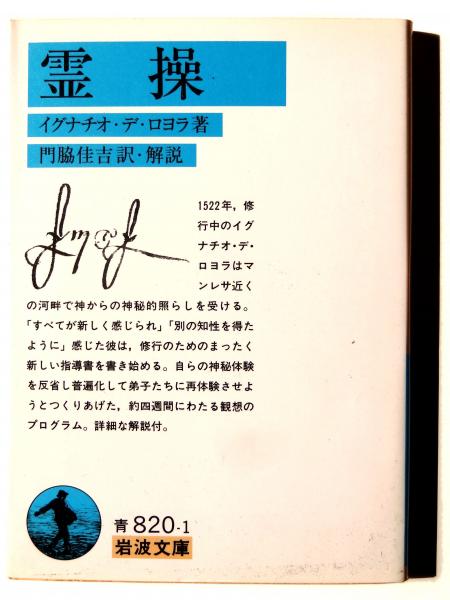 霊操
イグナチオ・デ・ロヨラ著
門脇佳吉訳・解説
1522年，修
行中のイグ
ナチオ・デ・
ロヨラはマ
ンレサ近く
の河畔で神からの神秘的照らしを受ける。
「すべてが新しく感じられ」「別の知性を得た
ように」感じた彼は，修行のためのまったく
新しい指導書を書き始める。自らの神秘体験
を反省し普遍化して弟子たちに再体験させよ
うとつくりあげた，約四週間にわたる観想の
プログラム。詳細な解説付。
青820-1
岩波文庫